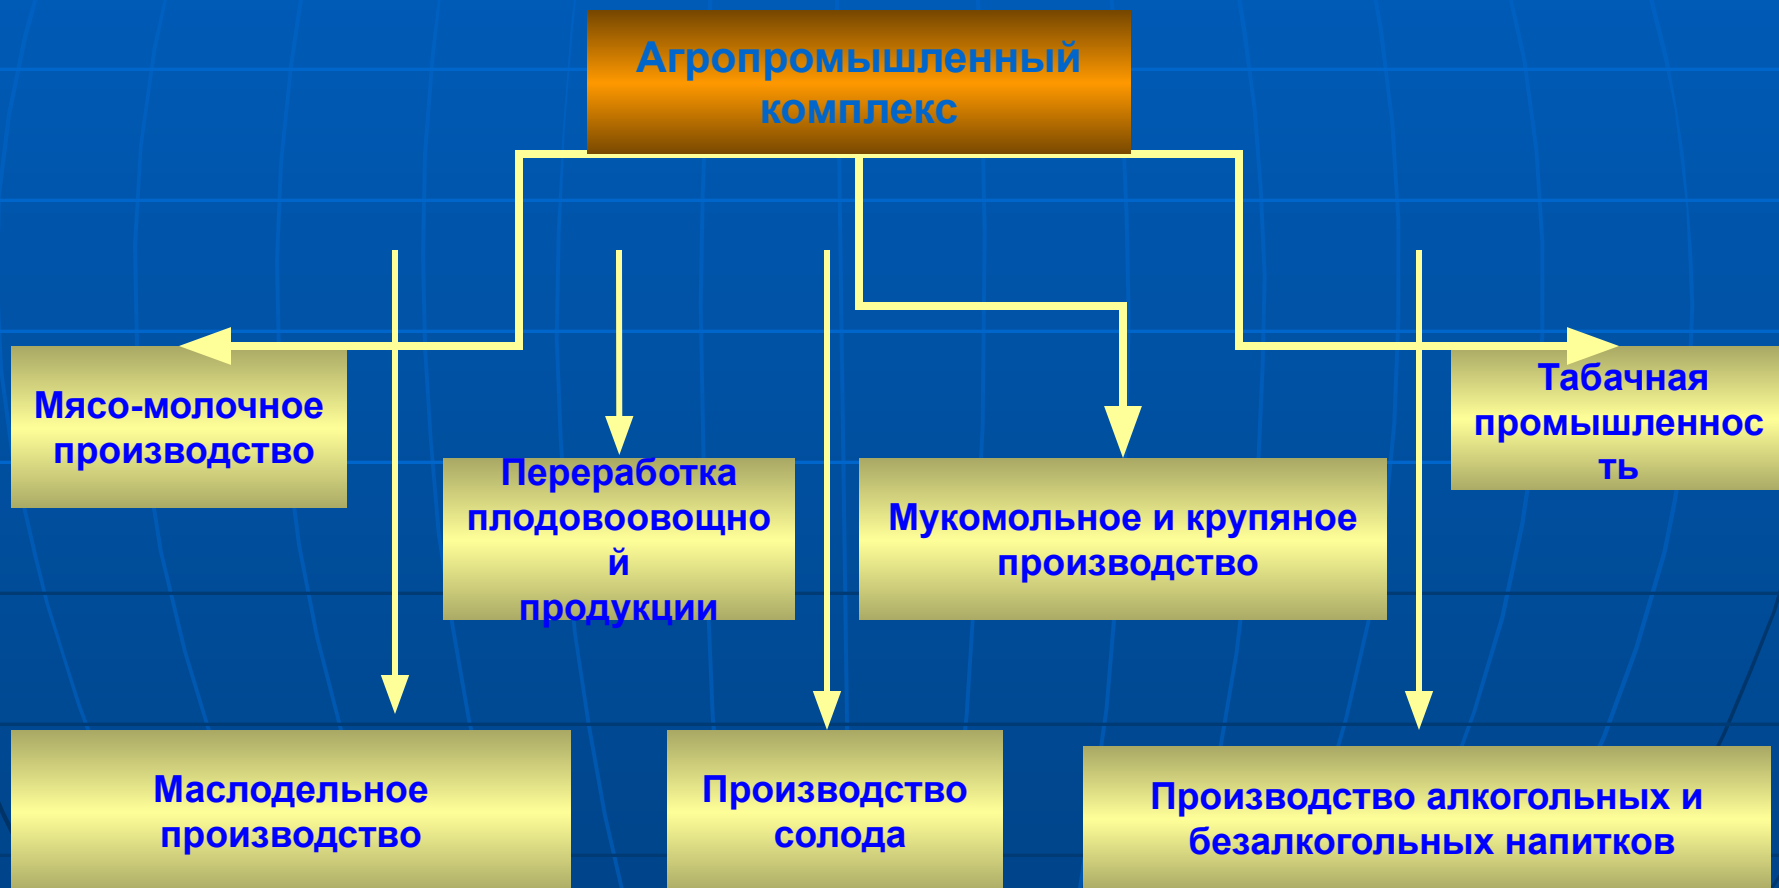 Агропромышленный
комплекс
Мясо-молочное
производство
Переработка
плодовоовощно
й
продукции
Мукомольное и крупяное
производство
Табачная
промышленнос
ть
Маслодельное
производство
Производство
солода
Производство алкогольных и
безалкогольных напитков